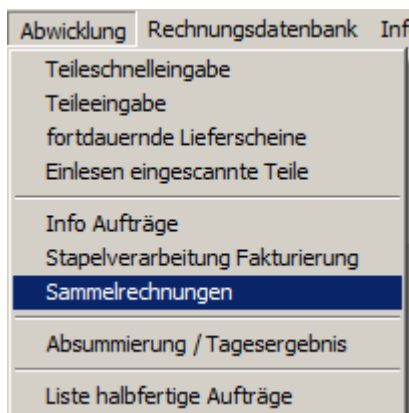 Abwicklung Rechnungsdatenbank Inf
Teileschnelleingabe
Teileeingabe
fortdauernde Lieferscheine
Einlesen eingescannte Teile
Info Aufträge
Stapelverarbeitung Fakturierung
Sammelrechnungen
Absummierung / Tagesergebnis
Liste halbfertige Aufträge